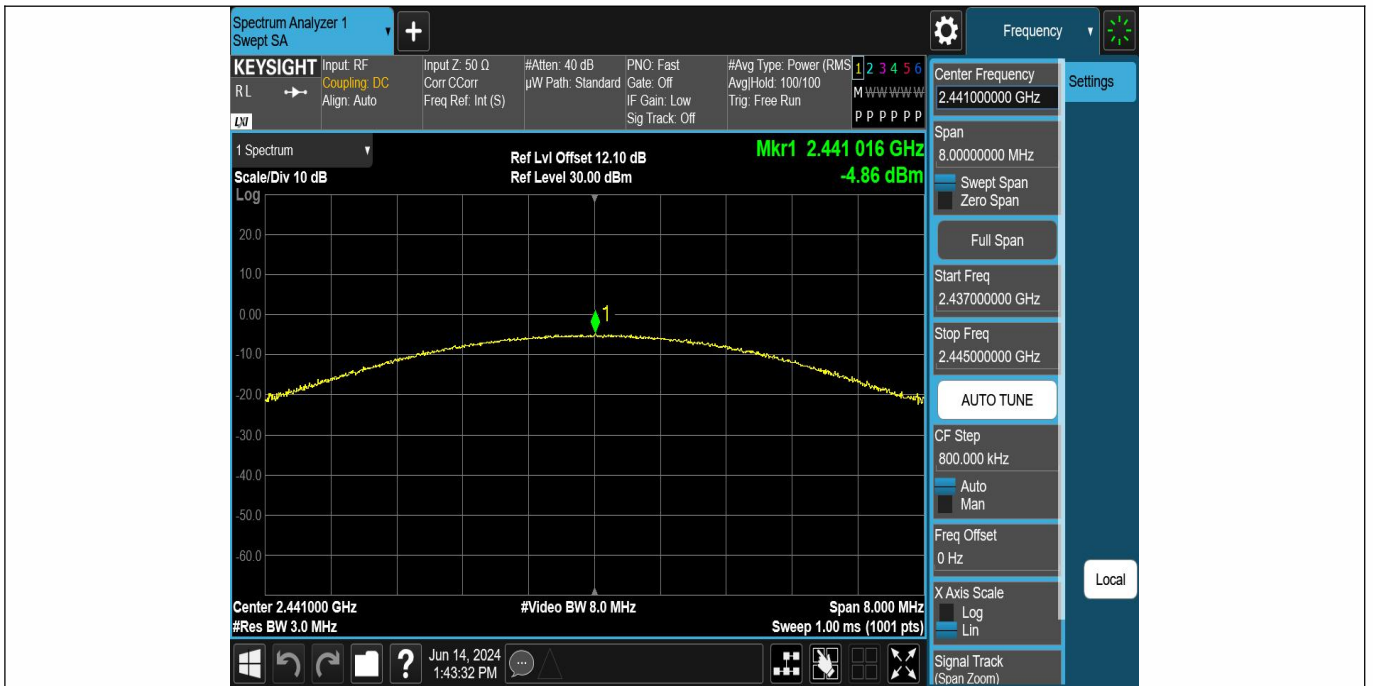 Spectrum Analyzer 1
Swept SA
+
Frequency
KEYSIGHT
RL
LXI
Input: RF
Coupling: DC
Align: Auto
Input Z: 50 Ω
Corr CCorr
Freq Ref: Int (S)
#Atten: 40 dB
µW Path: Standard
PNO: Fast
Gate: Off
IF Gain: Low
Sig Track: Off
#Avg Type: Power (RMS
Avg|Hold: 100/100
Trig: Free Run
1 2 3 4 5 6
M W W W W W
P P P P P P
1 Spectrum
Scale/Div 10 dB
Log
Ref Lvl Offset 12.10 dB
Ref Level 30.00 dBm
Mkr1 2.441 016 GHz
-4.86 dBm
20.0
10.0
0.00
1
-10.0
-20.0
-30.0
-40.0
-50.0
-60.0
Center 2.441000 GHz
#Video BW 8.0 MHz
Span 8.000 MHz
#Res BW 3.0 MHz
Sweep 1.00 ms (1001 pts)
?
Jun 14, 2024
1:43:32 PM
Center Frequency
2.441000000 GHz
Settings
Span
8.00000000 MHz
Swept Span
Zero Span
Full Span
Start Freq
2.437000000 GHz
Stop Freq
2.445000000 GHz
AUTO TUNE
CF Step
800.000 kHz
Auto
Man
Freq Offset
0 Hz
Local
X Axis Scale
Log
Lin
Signal Track
(Span Zoom)